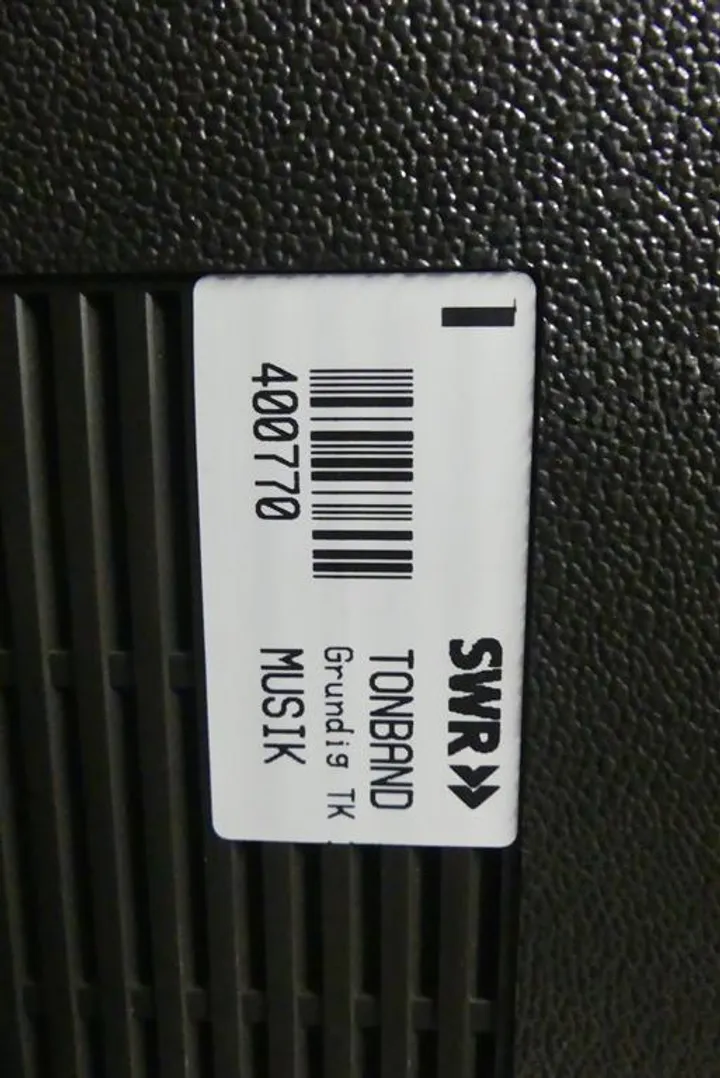 SWR
TONBAND
Grundig TK
MUSIK
400770